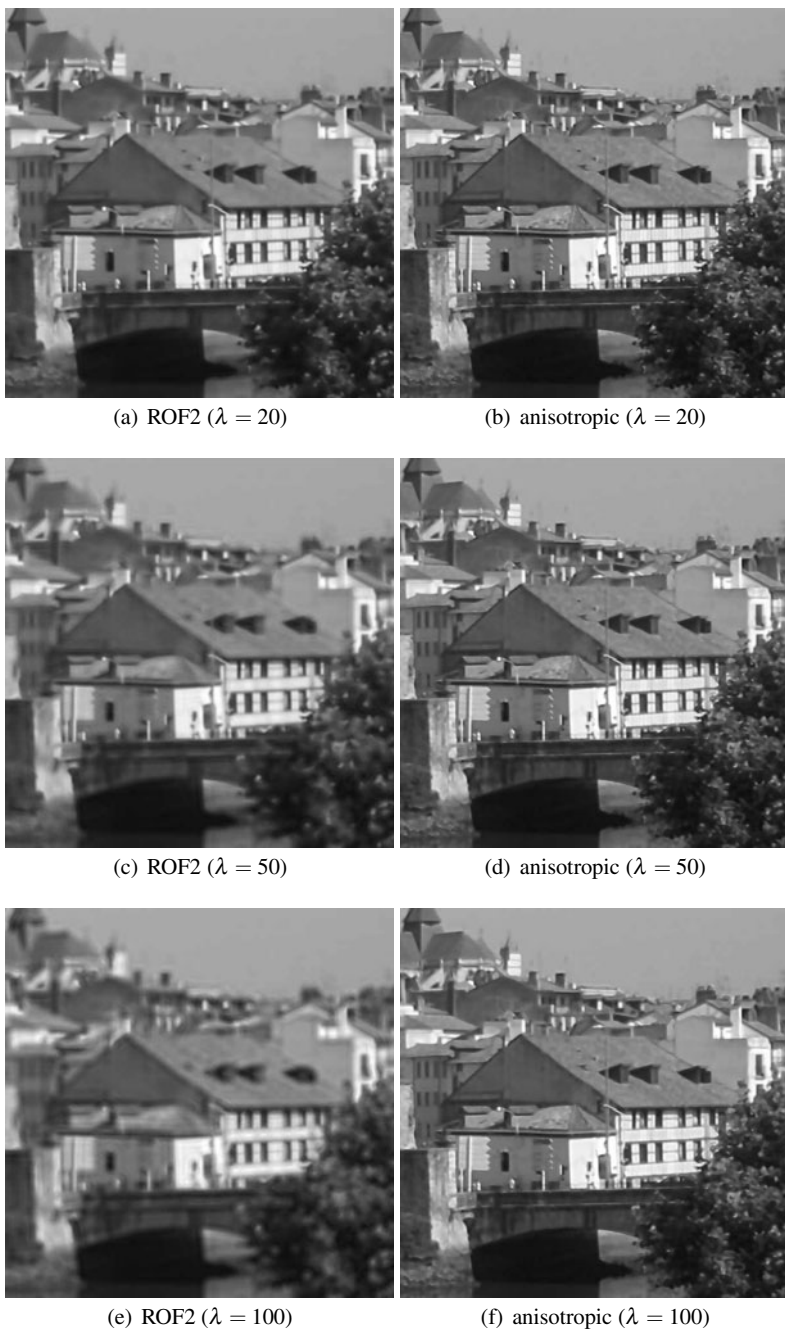 (a) ROF2 (λ = 20)
(b) anisotropic (λ = 20)
(c) ROF2 (λ = 50)
(d) anisotropic (λ = 50)
(e) ROF2 (λ = 100)
(f) anisotropic (λ = 100)